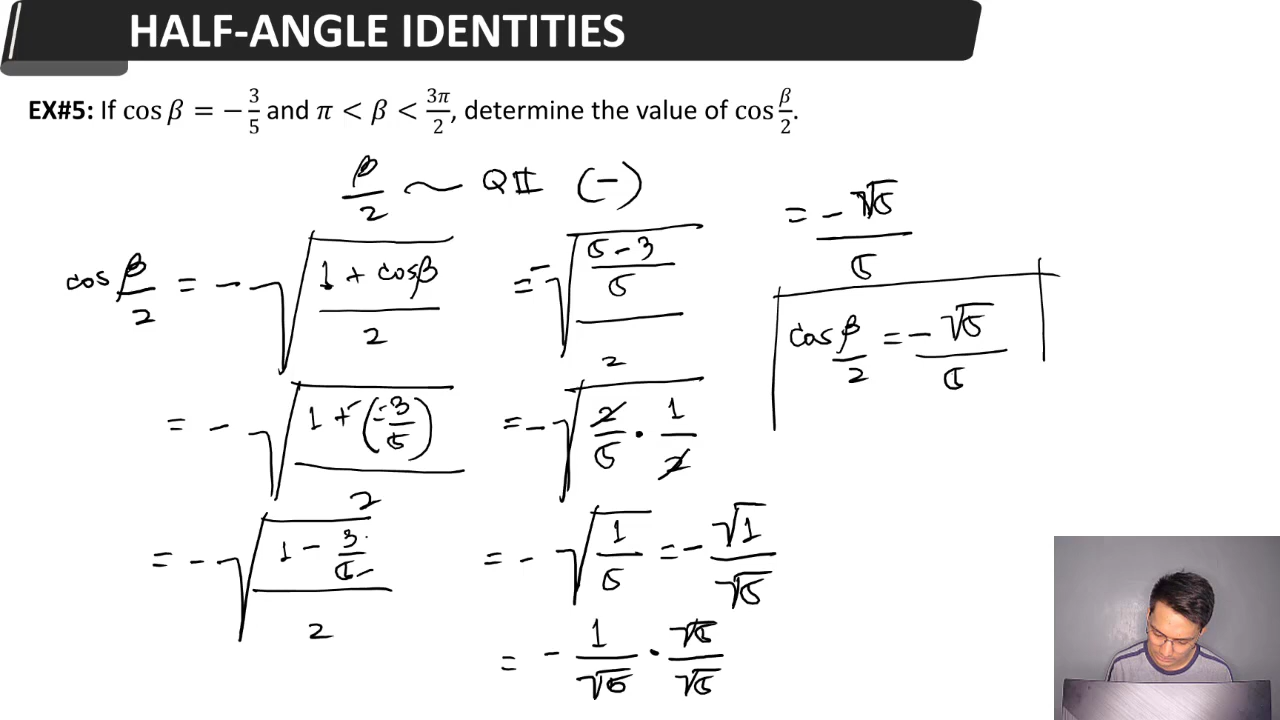 HALF-ANGLE IDENTITIES
EX#5: If cos β = −3/5 and π < β < 3π/2, determine the value of cos β/2.
β/2 ~ QII (−)
cos β/2 = −√((1 + cosβ)/2)
= −√((1 + (−3/5))/2)
= −√((1 − 3/5)/2)
= −√(((5−3)/5)/2)
= −√(2/5 · 1/2)
= −√(1/5) = −√1/√5
= −1/√5 · √5/√5
= −√5/5
cos β/2 = −√5/5